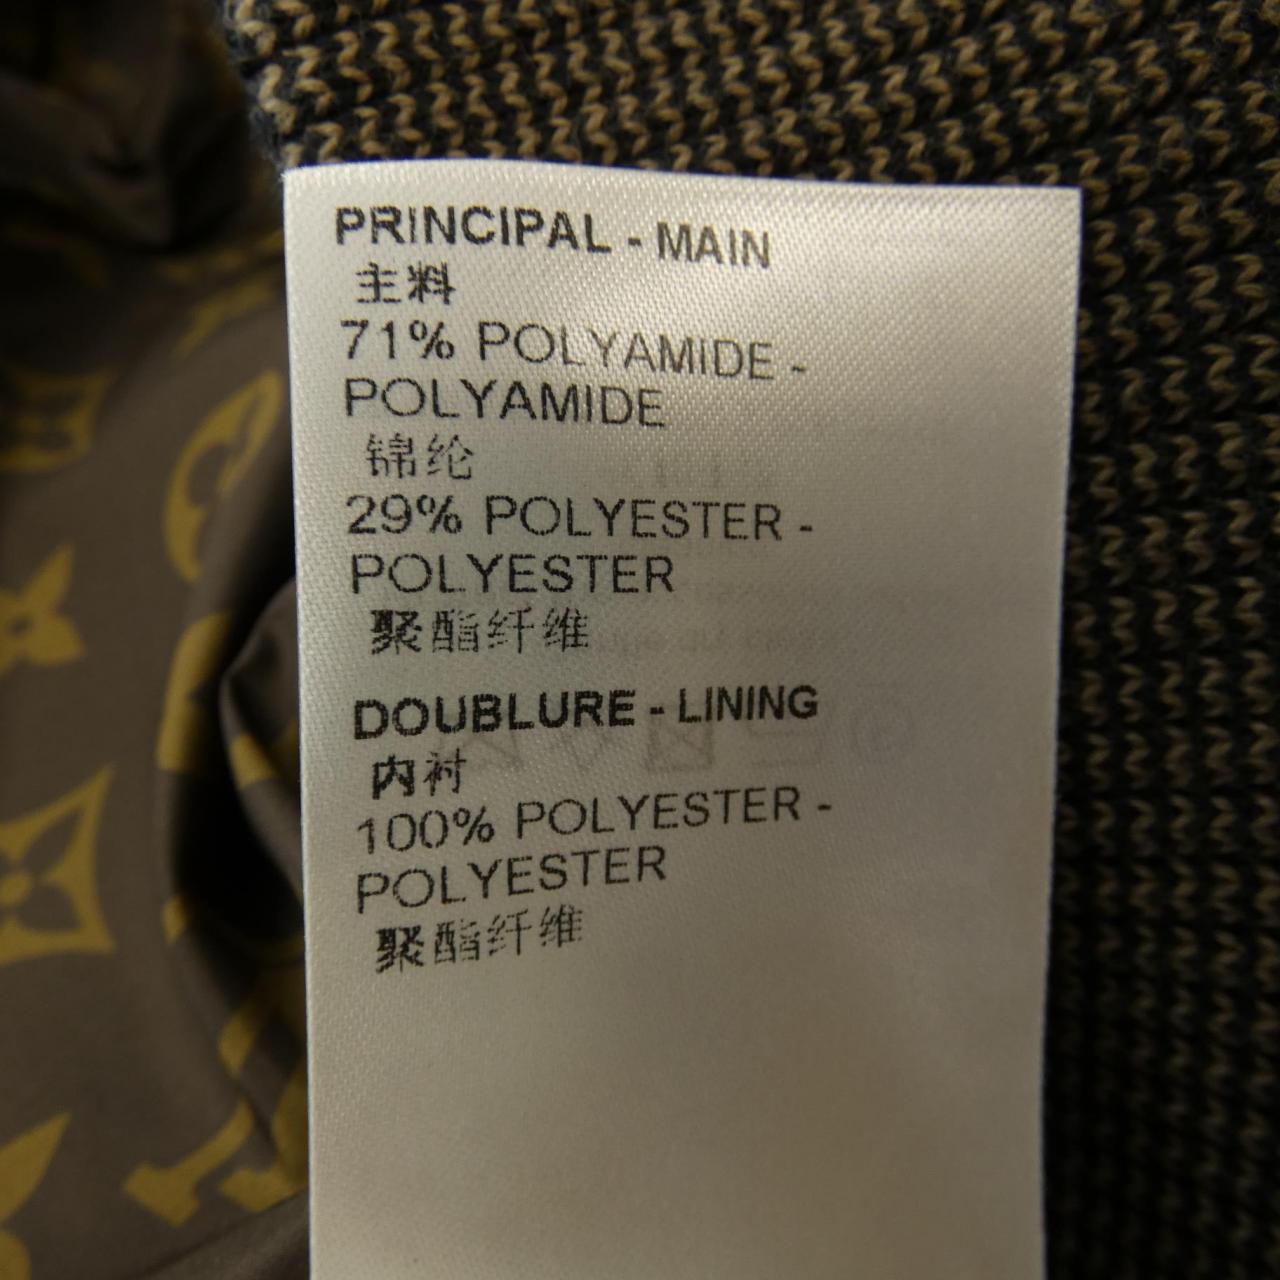 PRINCIPAL - MAIN
主料
71% POLYAMIDE -
POLYAMIDE
锦纶
29% POLYESTER -
POLYESTER
聚酯纤维
DOUBLURE - LINING
内衬
100% POLYESTER -
POLYESTER
聚酯纤维